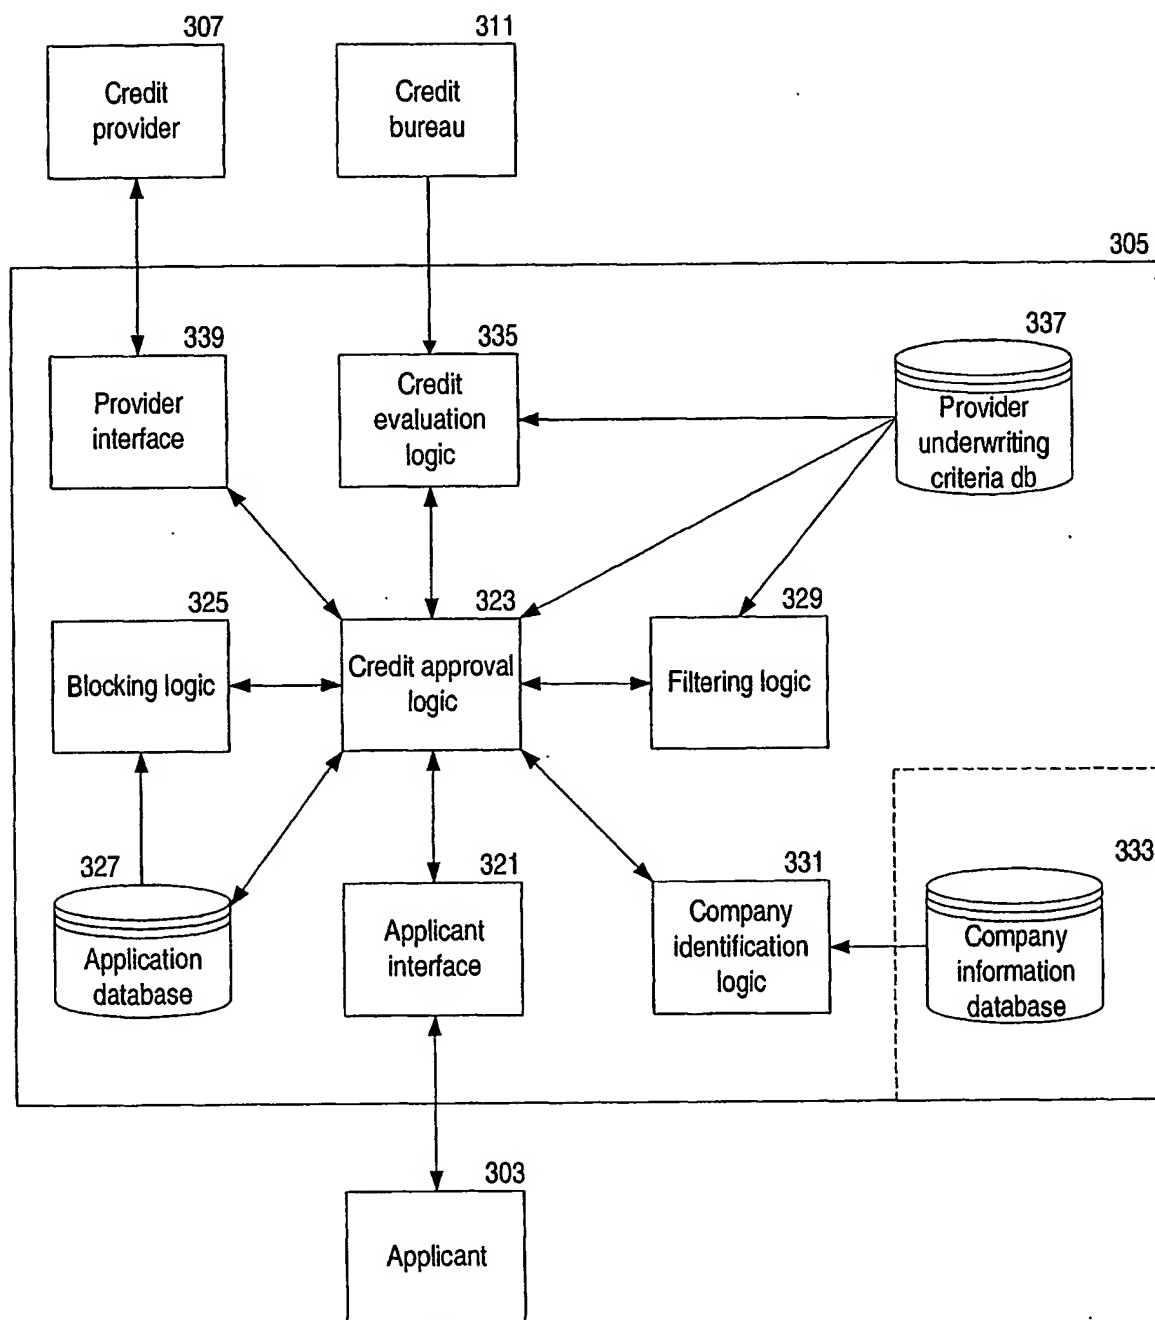 307
Credit
provider
311
Credit
bureau
305
339
Provider
interface
335
Credit
evaluation
logic
337
Provider
underwriting
criteria db
325
Blocking logic
323
Credit approval
logic
329
Filtering logic
327
Application
database
321
Applicant
interface
331
Company
identification
logic
333
Company
information
database
303
Applicant